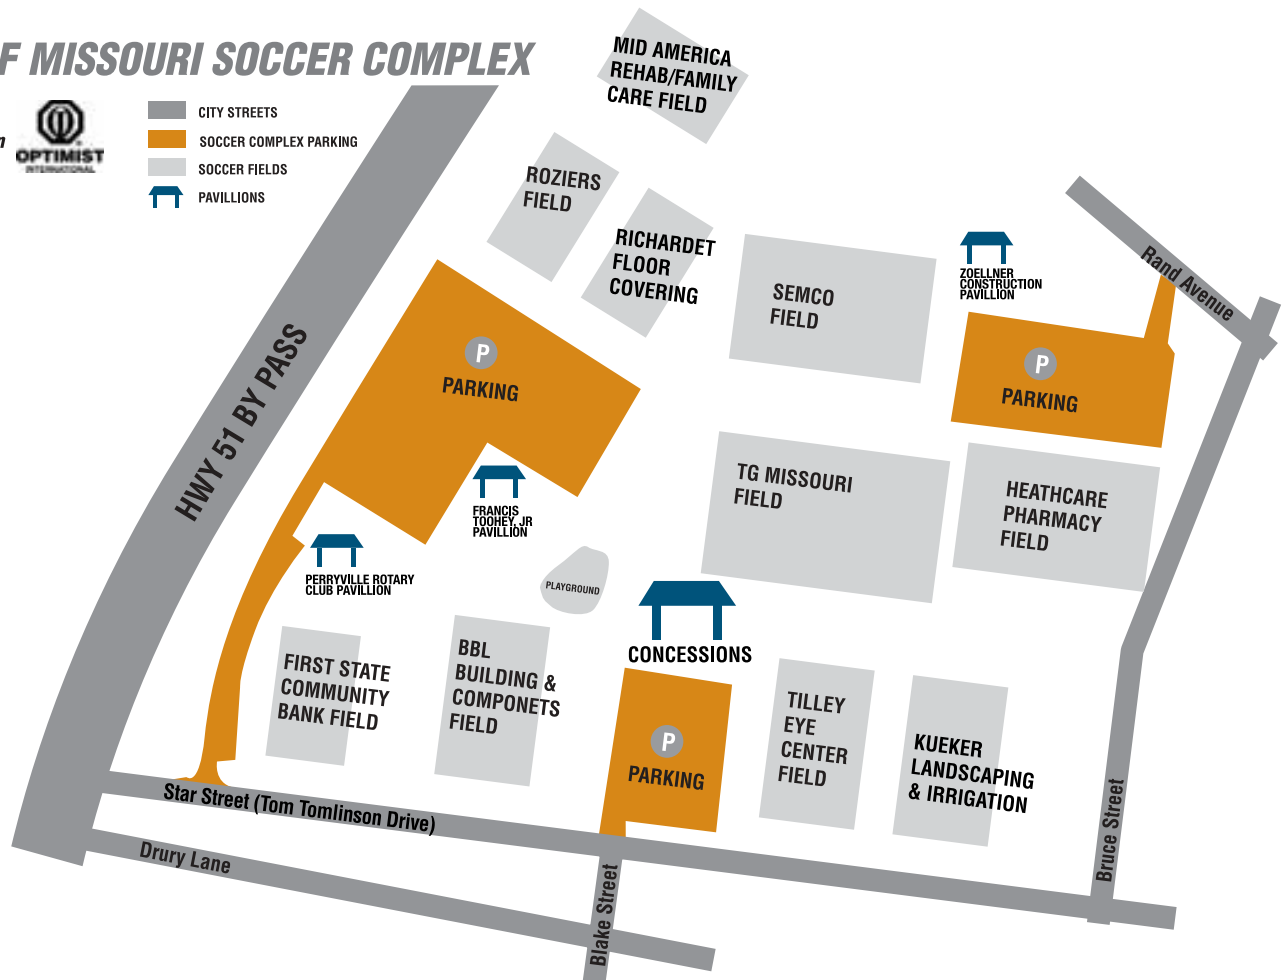 F MISSOURI SOCCER COMPLEX
OPTIMIST
INTERNATIONAL
CITY STREETS
SOCCER COMPLEX PARKING
SOCCER FIELDS
PAVILLIONS
MID AMERICA
REHAB/FAMILY
CARE FIELD
ROZIERS
FIELD
RICHARDET
FLOOR
COVERING
SEMCO
FIELD
ZOELLNER
CONSTRUCTION
PAVILLION
Rand Avenue
HWY 51 BY PASS
P
PARKING
P
PARKING
FRANCIS
TOOHEY, JR
PAVILLION
TG MISSOURI
FIELD
HEATHCARE
PHARMACY
FIELD
PERRYVILLE ROTARY
CLUB PAVILLION
PLAYGROUND
CONCESSIONS
FIRST STATE
COMMUNITY
BANK FIELD
BBL
BUILDING &
COMPONETS
FIELD
P
PARKING
TILLEY
EYE
CENTER
FIELD
KUEKER
LANDSCAPING
& IRRIGATION
Star Street (Tom Tomlinson Drive)
Drury Lane
Blake Street
Bruce Street